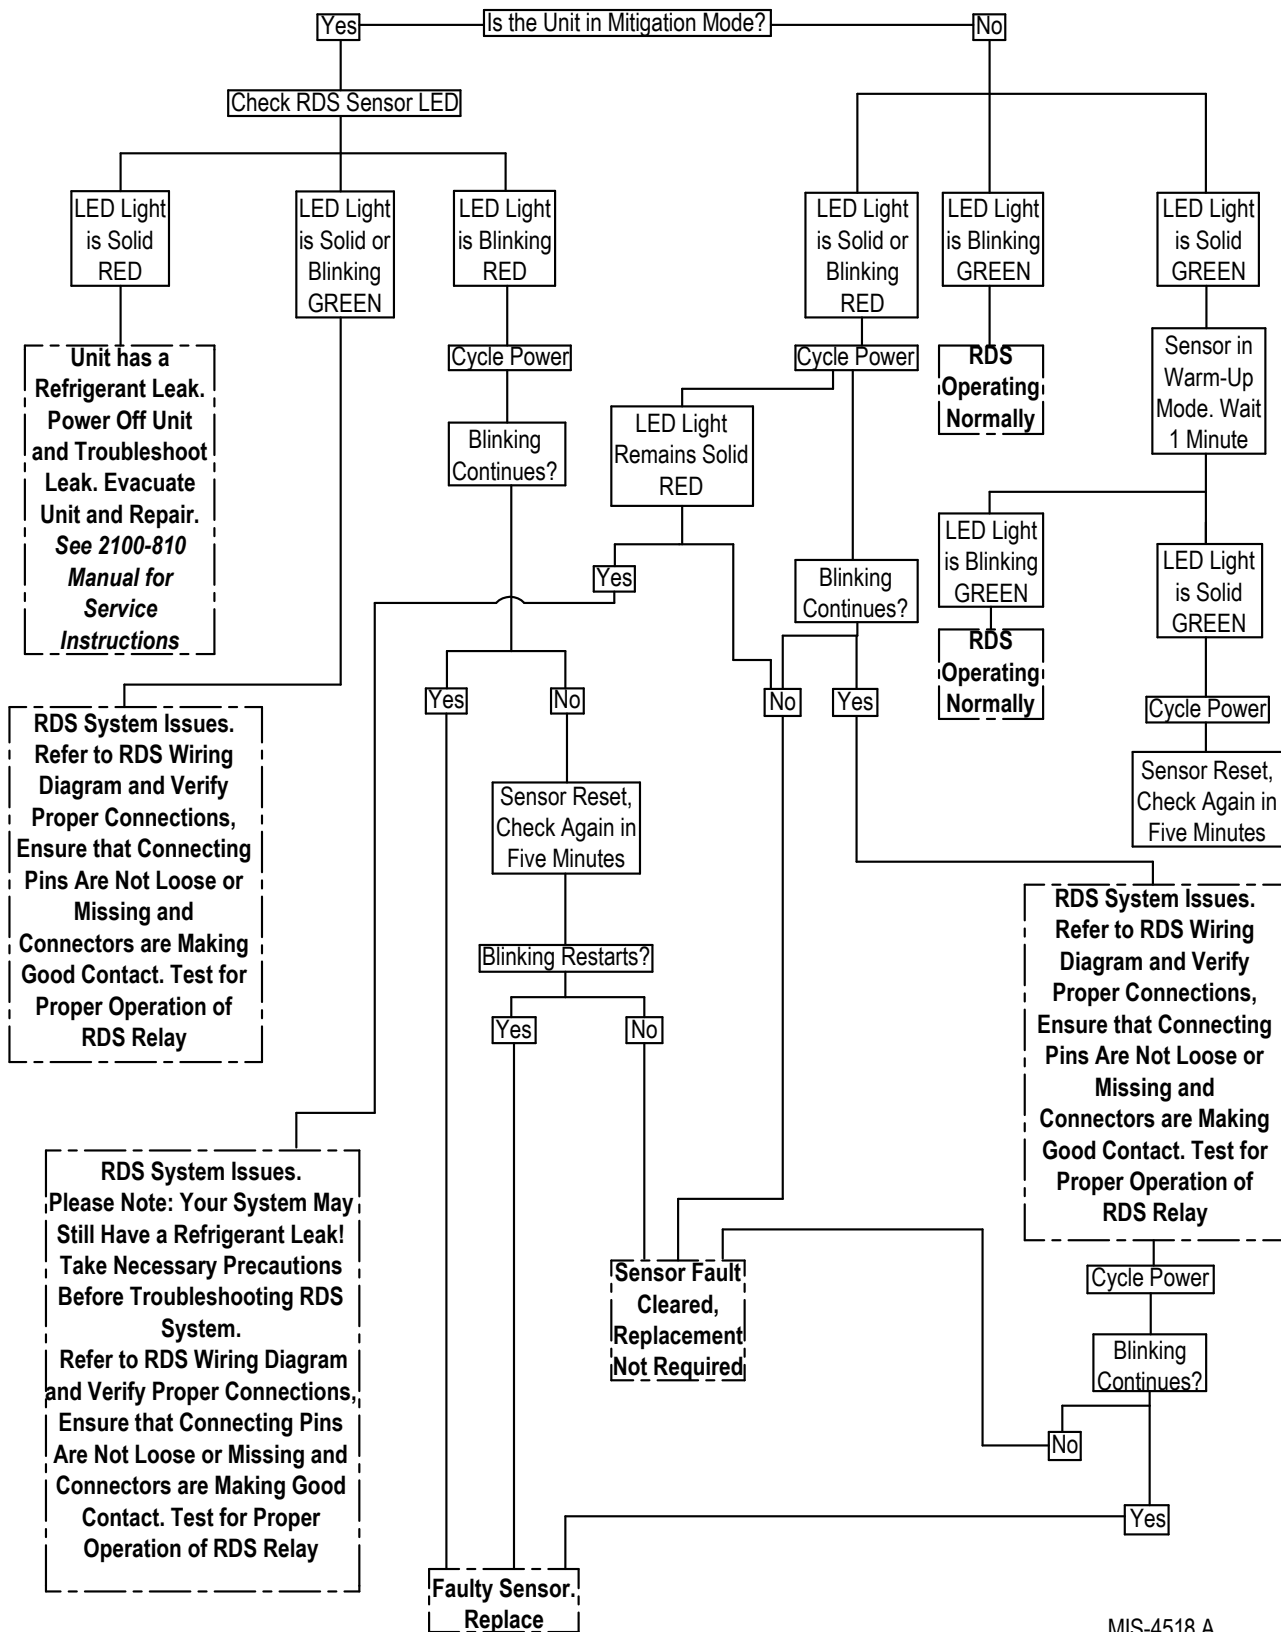 Yes
Is the Unit in Mitigation Mode?
No
Check RDS Sensor LED
LED Light
is Solid
RED
LED Light
is Solid or
Blinking
GREEN
LED Light
is Blinking
RED
LED Light
is Solid or
Blinking
RED
LED Light
is Blinking
GREEN
LED Light
is Solid
GREEN
Unit has a
Refrigerant Leak.
Power Off Unit
and Troubleshoot
Leak. Evacuate
Unit and Repair.
See 2100-810
Manual for
Service
Instructions
Cycle Power
Cycle Power
RDS
Operating
Normally
Sensor in
Warm-Up
Mode. Wait
1 Minute
Blinking
Continues?
LED Light
Remains Solid
RED
LED Light
is Blinking
GREEN
LED Light
is Solid
GREEN
Yes
Blinking
Continues?
RDS
Operating
Normally
Yes
No
No
Yes
Cycle Power
RDS System Issues.
Refer to RDS Wiring
Diagram and Verify
Proper Connections,
Ensure that Connecting
Pins Are Not Loose or
Missing and
Connectors are Making
Good Contact. Test for
Proper Operation of
RDS Relay
Sensor Reset,
Check Again in
Five Minutes
Sensor Reset,
Check Again in
Five Minutes
Blinking Restarts?
Yes
No
RDS System Issues.
Refer to RDS Wiring
Diagram and Verify
Proper Connections,
Ensure that Connecting
Pins Are Not Loose or
Missing and
Connectors are Making
Good Contact. Test for
Proper Operation of
RDS Relay
RDS System Issues.
Please Note: Your System May
Still Have a Refrigerant Leak!
Take Necessary Precautions
Before Troubleshooting RDS
System.
Refer to RDS Wiring Diagram
and Verify Proper Connections,
Ensure that Connecting Pins
Are Not Loose or Missing and
Connectors are Making Good
Contact. Test for Proper
Operation of RDS Relay
Sensor Fault
Cleared,
Replacement
Not Required
Cycle Power
Blinking
Continues?
No
Yes
Faulty Sensor.
Replace
MIS-4518 A